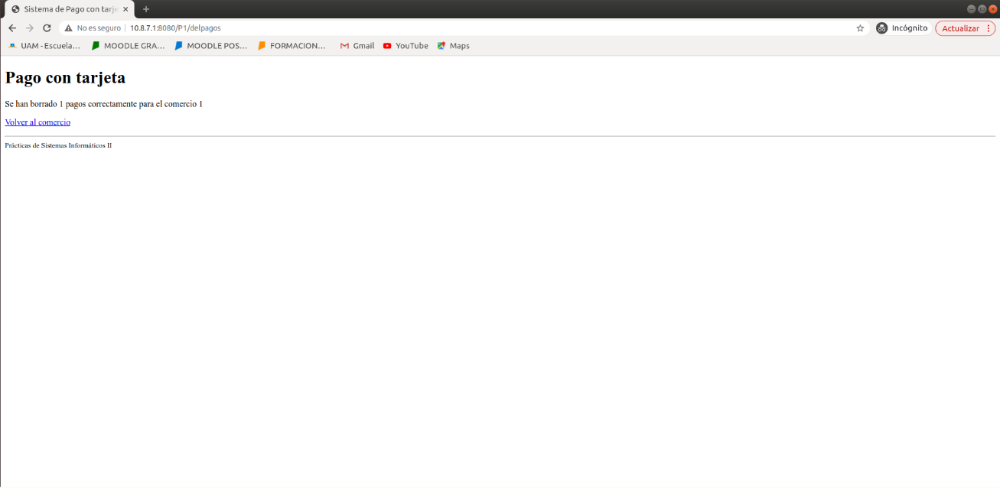 Sistema de Pago con tarje
No es seguro 10.8.7.1:8080/P1/delpagos Incógnito Actualizar
UAM - Escuela... MOODLE GRA... MOODLE POS... FORMACION... Gmail YouTube Maps
Pago con tarjeta
Se han borrado 1 pagos correctamente para el comercio 1
Volver al comercio
Prácticas de Sistemas Informáticos II